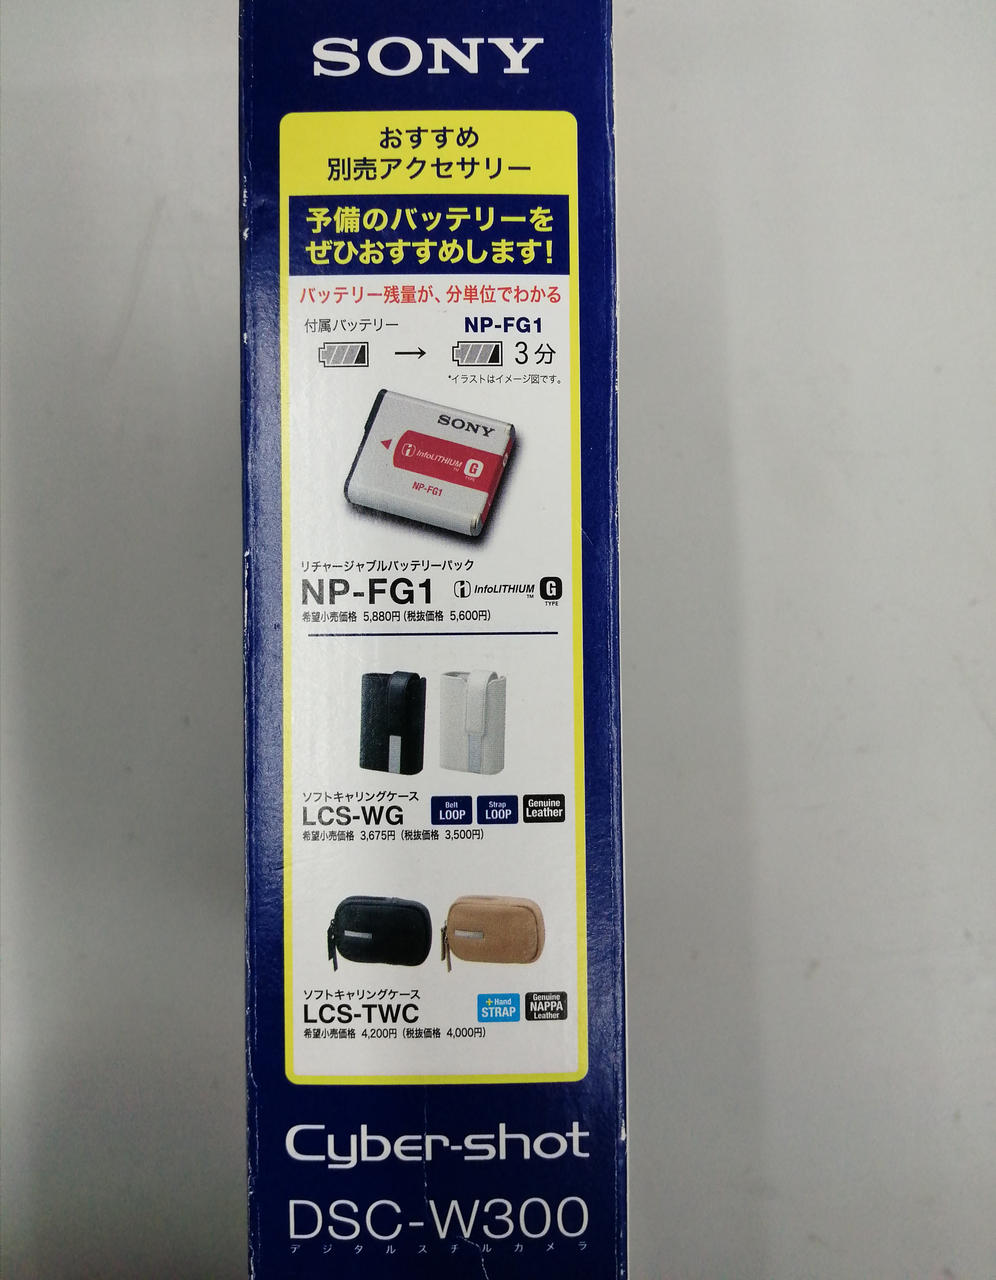 SONY
おすすめ
別売アクセサリー
予備のバッテリーを
ぜひおすすめします!
バッテリー残量が、分単位でわかる
付属バッテリー
NP-FG1
→
3分
*イラストはイメージ図です。
SONY
InfoLITHIUM G
TM TYPE
NP-FG1
リチャージャブルバッテリーパック
NP-FG1 InfoLITHIUM G
TM TYPE
希望小売価格 5,880円(税抜価格 5,600円)
ソフトキャリングケース
LCS-WG
Belt LOOP
Strap LOOP
Genuine Leather
希望小売価格 3,675円(税抜価格 3,500円)
ソフトキャリングケース
LCS-TWC
+Hand STRAP
Genuine NAPPA Leather
希望小売価格 4,200円(税抜価格 4,000円)
Cyber-shot
DSC-W300
デジタルスチルカメラ